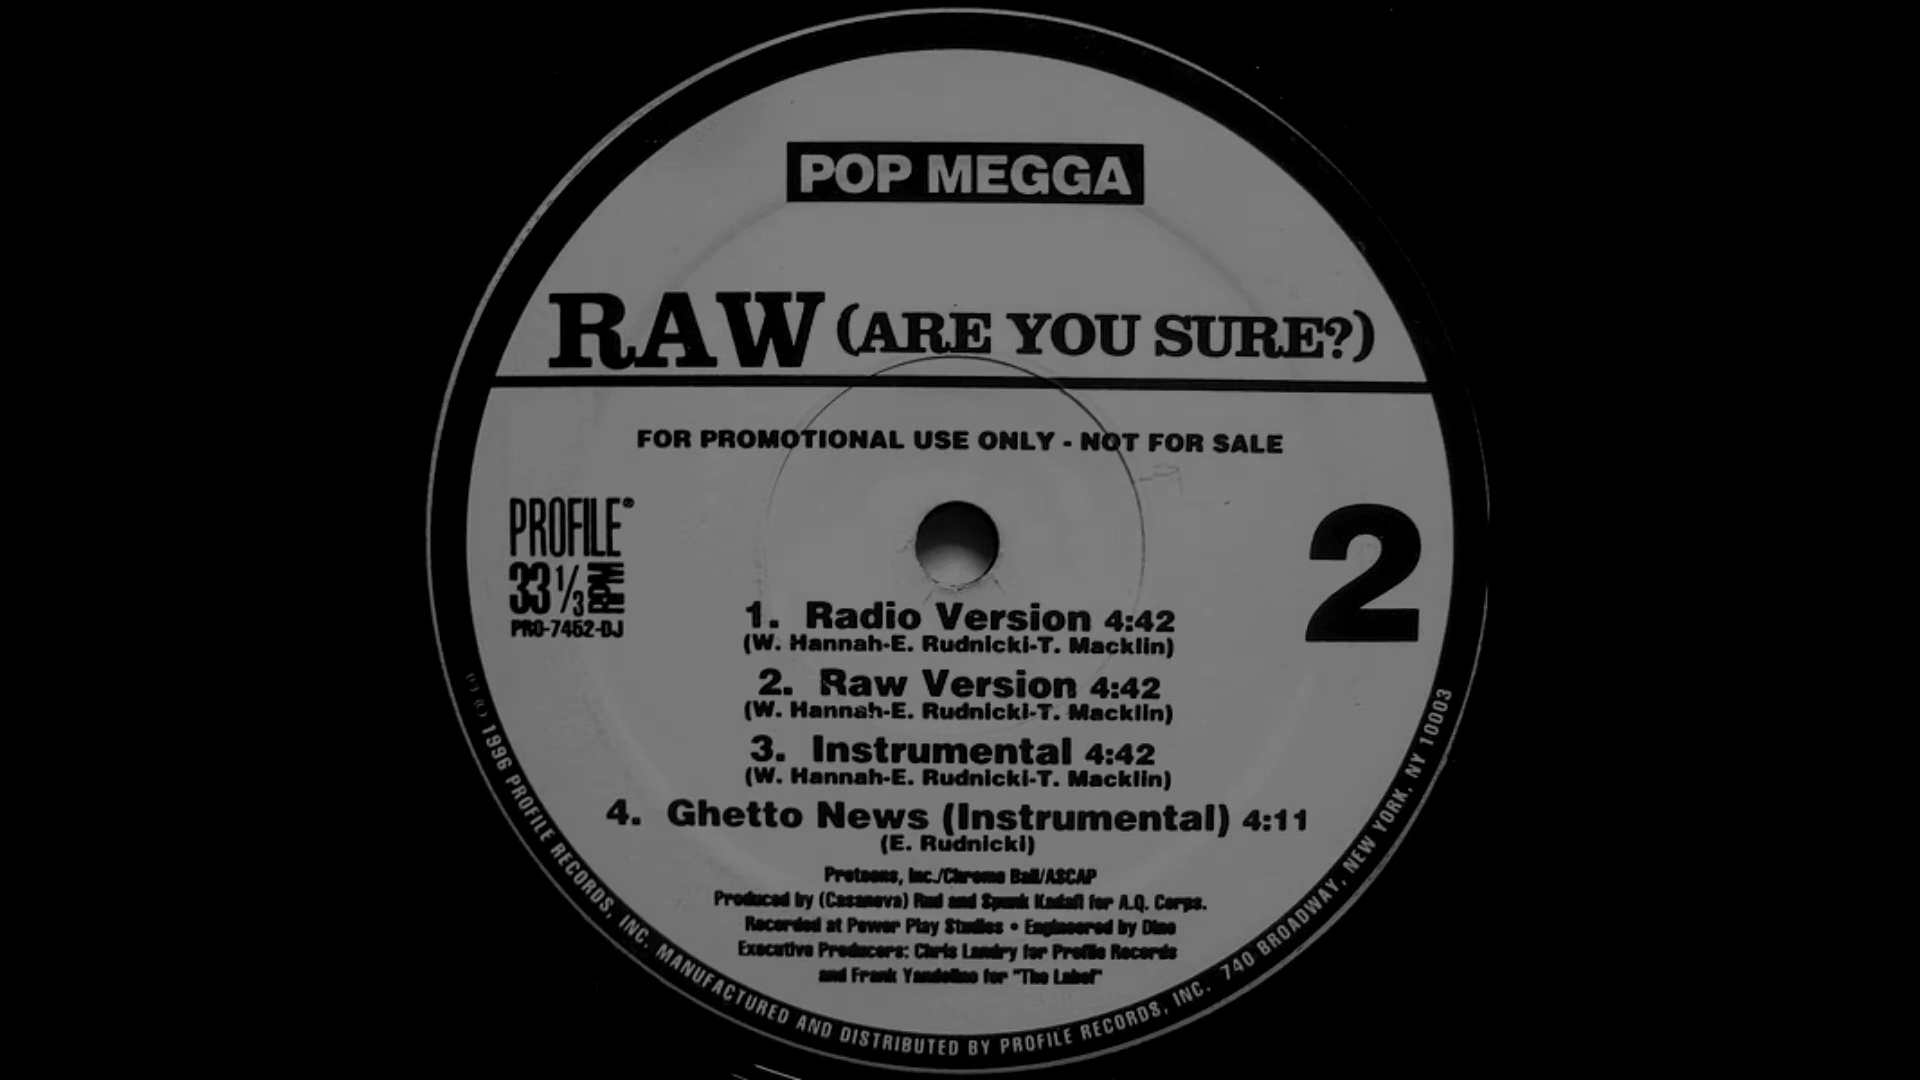 POP MEGGA
RAW (ARE YOU SURE?)
FOR PROMOTIONAL USE ONLY - NOT FOR SALE
PROFILE®
33 1/3 RPM
PRO-7452-DJ
2
1. Radio Version 4:42
(W. Hannah-E. Rudnicki-T. Macklin)
2. Raw Version 4:42
(W. Hannah-E. Rudnicki-T. Macklin)
3. Instrumental 4:42
(W. Hannah-E. Rudnicki-T. Macklin)
4. Ghetto News (Instrumental) 4:11
(E. Rudnicki)
Protoons, Inc./Chrome Ball/ASCAP
Produced by (Casanova) Rud and Spunk Kadafi for A.Q. Corps.
Recorded at Power Play Studios • Engineered by Dino
Executive Producers: Chris Landry for Profile Records
and Frank Yandolino for "The Label"
(P) (C) 1996 PROFILE RECORDS, INC. MANUFACTURED AND DISTRIBUTED BY PROFILE RECORDS, INC. 740 BROADWAY, NEW YORK, NY 10003